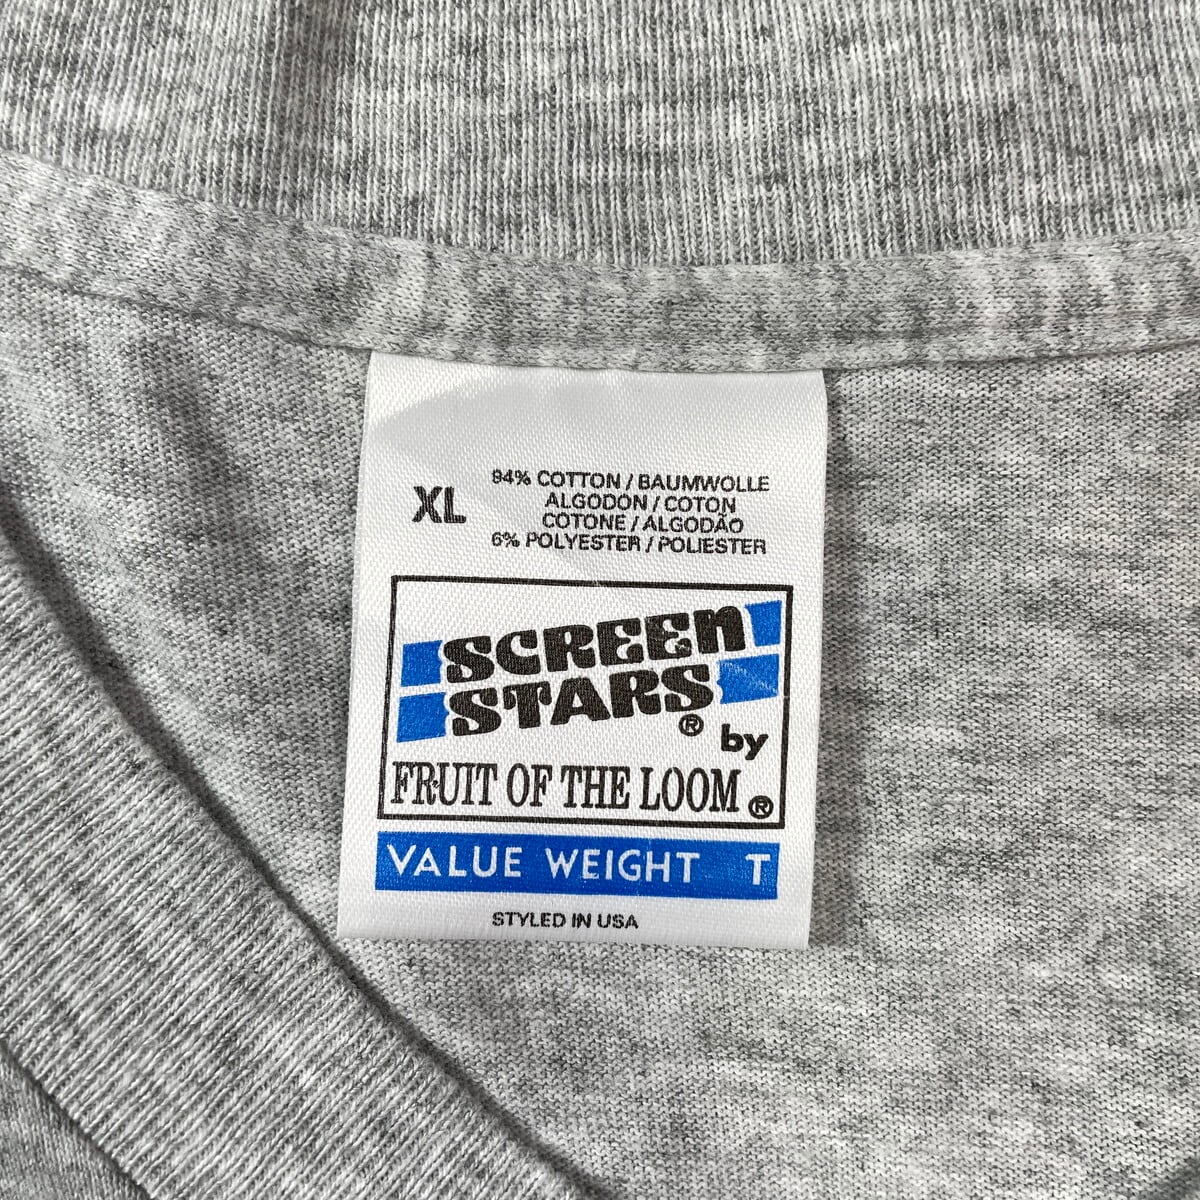 XL
94% COTTON / BAUMWOLLE
ALGODON / COTON
COTONE / ALGODÃO
6% POLYESTER / POLIESTER
SCREEN
STARS® by
FRUIT OF THE LOOM®
VALUE WEIGHT T
STYLED IN USA